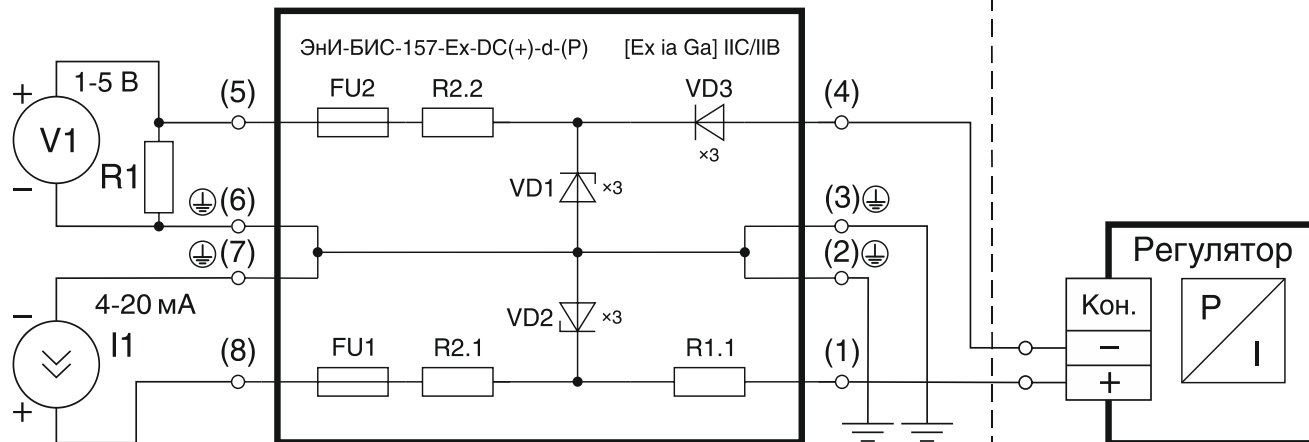 ЭнИ-БИС-157-Ex-DC(+)-d-(P) [Ex ia Ga] IIC/IIB
+ 1-5 В (5) FU2 R2.2 VD3 (4)
V1 R1 ×3
− VD1 ×3
(6) (3)
(7) (2)
Регулятор
− 4-20 мА VD2 ×3 Кон. P
I1 (8) FU1 R2.1 R1.1 (1) − I
+ +